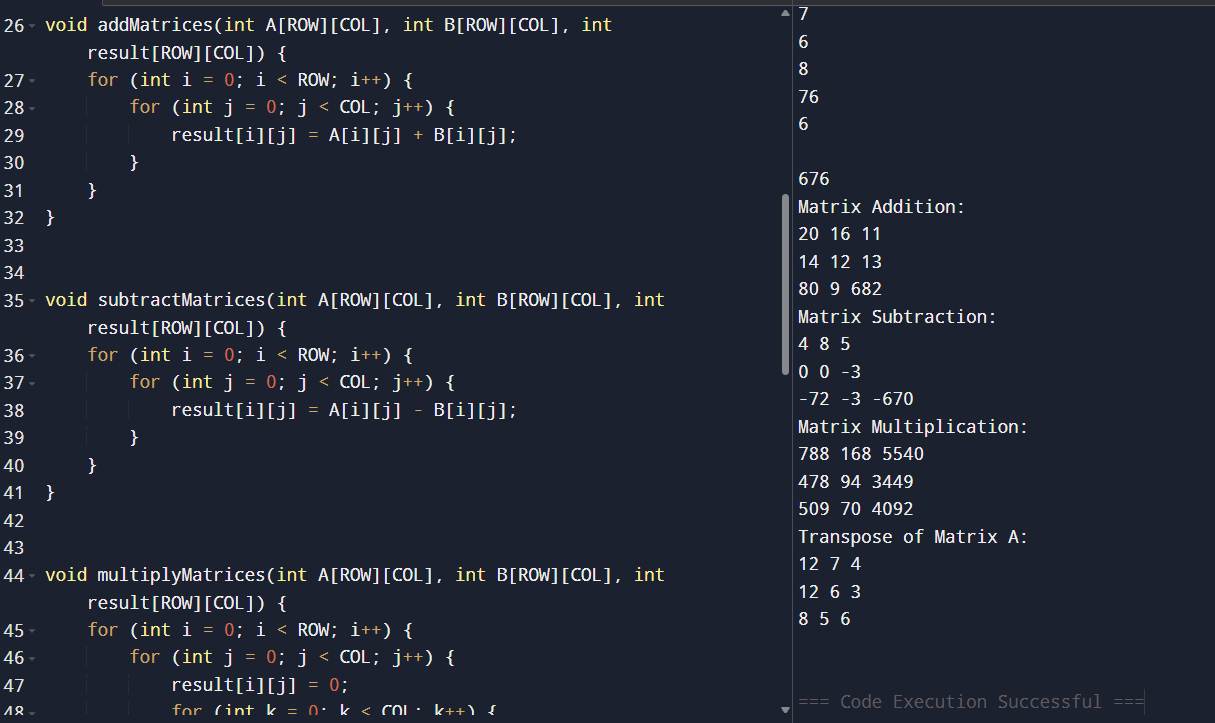 26 void addMatrices(int A[ROW][COL], int B[ROW][COL], int
result[ROW][COL]) {
27 for (int i = 0; i < ROW; i++) {
28 for (int j = 0; j < COL; j++) {
29 result[i][j] = A[i][j] + B[i][j];
30 }
31 }
32 }
33
34
35 void subtractMatrices(int A[ROW][COL], int B[ROW][COL], int
result[ROW][COL]) {
36 for (int i = 0; i < ROW; i++) {
37 for (int j = 0; j < COL; j++) {
38 result[i][j] = A[i][j] - B[i][j];
39 }
40 }
41 }
42
43
44 void multiplyMatrices(int A[ROW][COL], int B[ROW][COL], int
result[ROW][COL]) {
45 for (int i = 0; i < ROW; i++) {
46 for (int j = 0; j < COL; j++) {
47 result[i][j] = 0;
48 for (int k = 0; k < COL; k++) {
7
6
8
76
6
676
Matrix Addition:
20 16 11
14 12 13
80 9 682
Matrix Subtraction:
4 8 5
0 0 -3
-72 -3 -670
Matrix Multiplication:
788 168 5540
478 94 3449
509 70 4092
Transpose of Matrix A:
12 7 4
12 6 3
8 5 6
=== Code Execution Successful ===